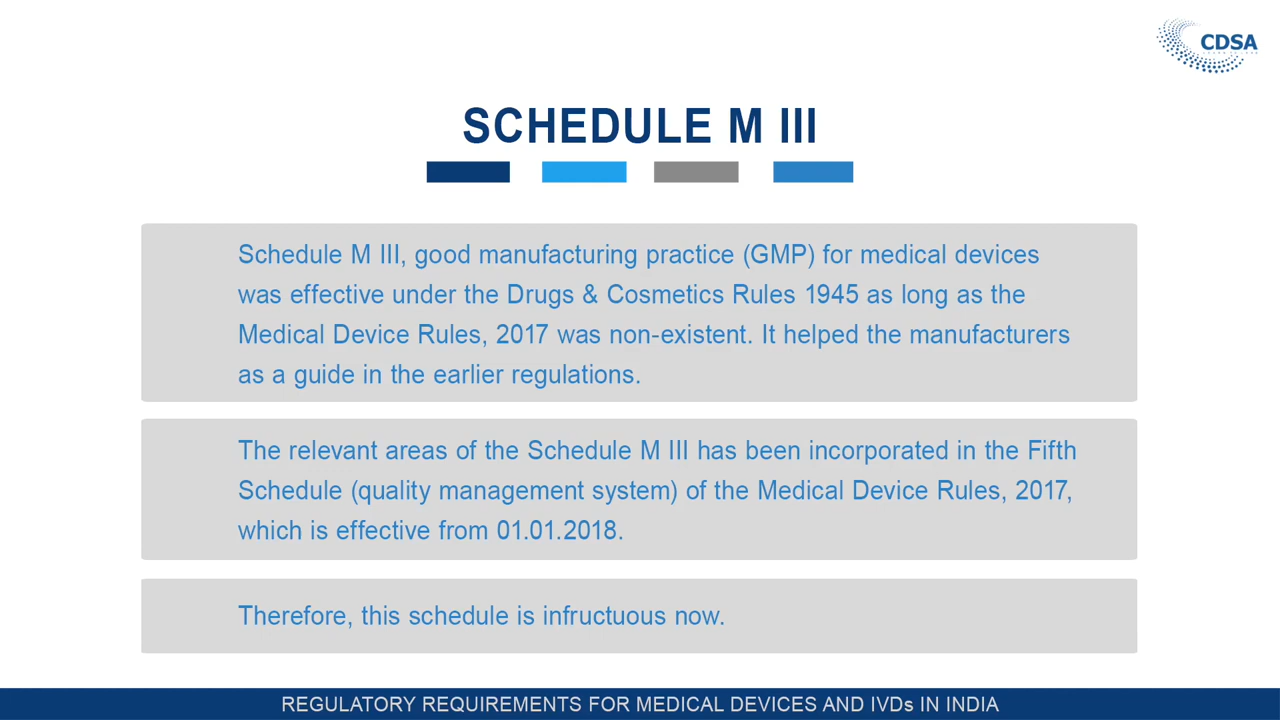 CDSA
SCHEDULE M III
Schedule M III, good manufacturing practice (GMP) for medical devices
was effective under the Drugs & Cosmetics Rules 1945 as long as the
Medical Device Rules, 2017 was non-existent. It helped the manufacturers
as a guide in the earlier regulations.
The relevant areas of the Schedule M III has been incorporated in the Fifth
Schedule (quality management system) of the Medical Device Rules, 2017,
which is effective from 01.01.2018.
Therefore, this schedule is infructuous now.
REGULATORY REQUIREMENTS FOR MEDICAL DEVICES AND IVDs IN INDIA